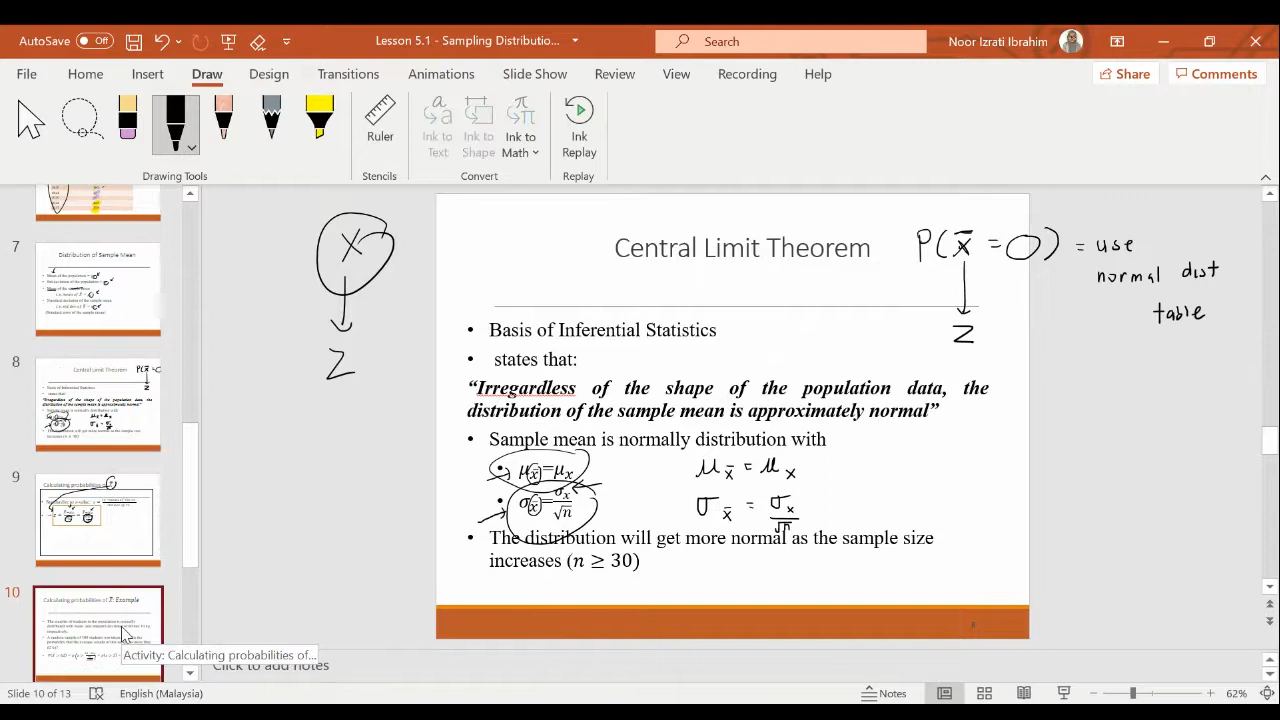 AutoSave Off Lesson 5.1 - Sampling Distributio... Search Noor Izrati Ibrahim
File Home Insert Draw Design Transitions Animations Slide Show Review View Recording Help Share Comments
Ruler Ink to Text Ink to Shape Ink to Math Ink Replay
Drawing Tools Stencils Convert Replay
7
Distribution of Sample Mean
8
Central Limit Theorem
9
Calculating probabilities of
10
Calculating probabilities of X̄: Example
Activity: Calculating probabilities of...
X
Z
Central Limit Theorem
P(x̄ = 0) = use
normal dist
table
Z
• Basis of Inferential Statistics
• states that:
“Irregardless of the shape of the population data, the
distribution of the sample mean is approximately normal”
• Sample mean is normally distribution with
• μ(x̄)=μx μx̄ = μx
• σ(x̄)=σx/√n σx̄ = σx/√n
• The distribution will get more normal as the sample size
increases (n ≥ 30)
8
Click to add notes
Slide 10 of 13 English (Malaysia) Notes 62%